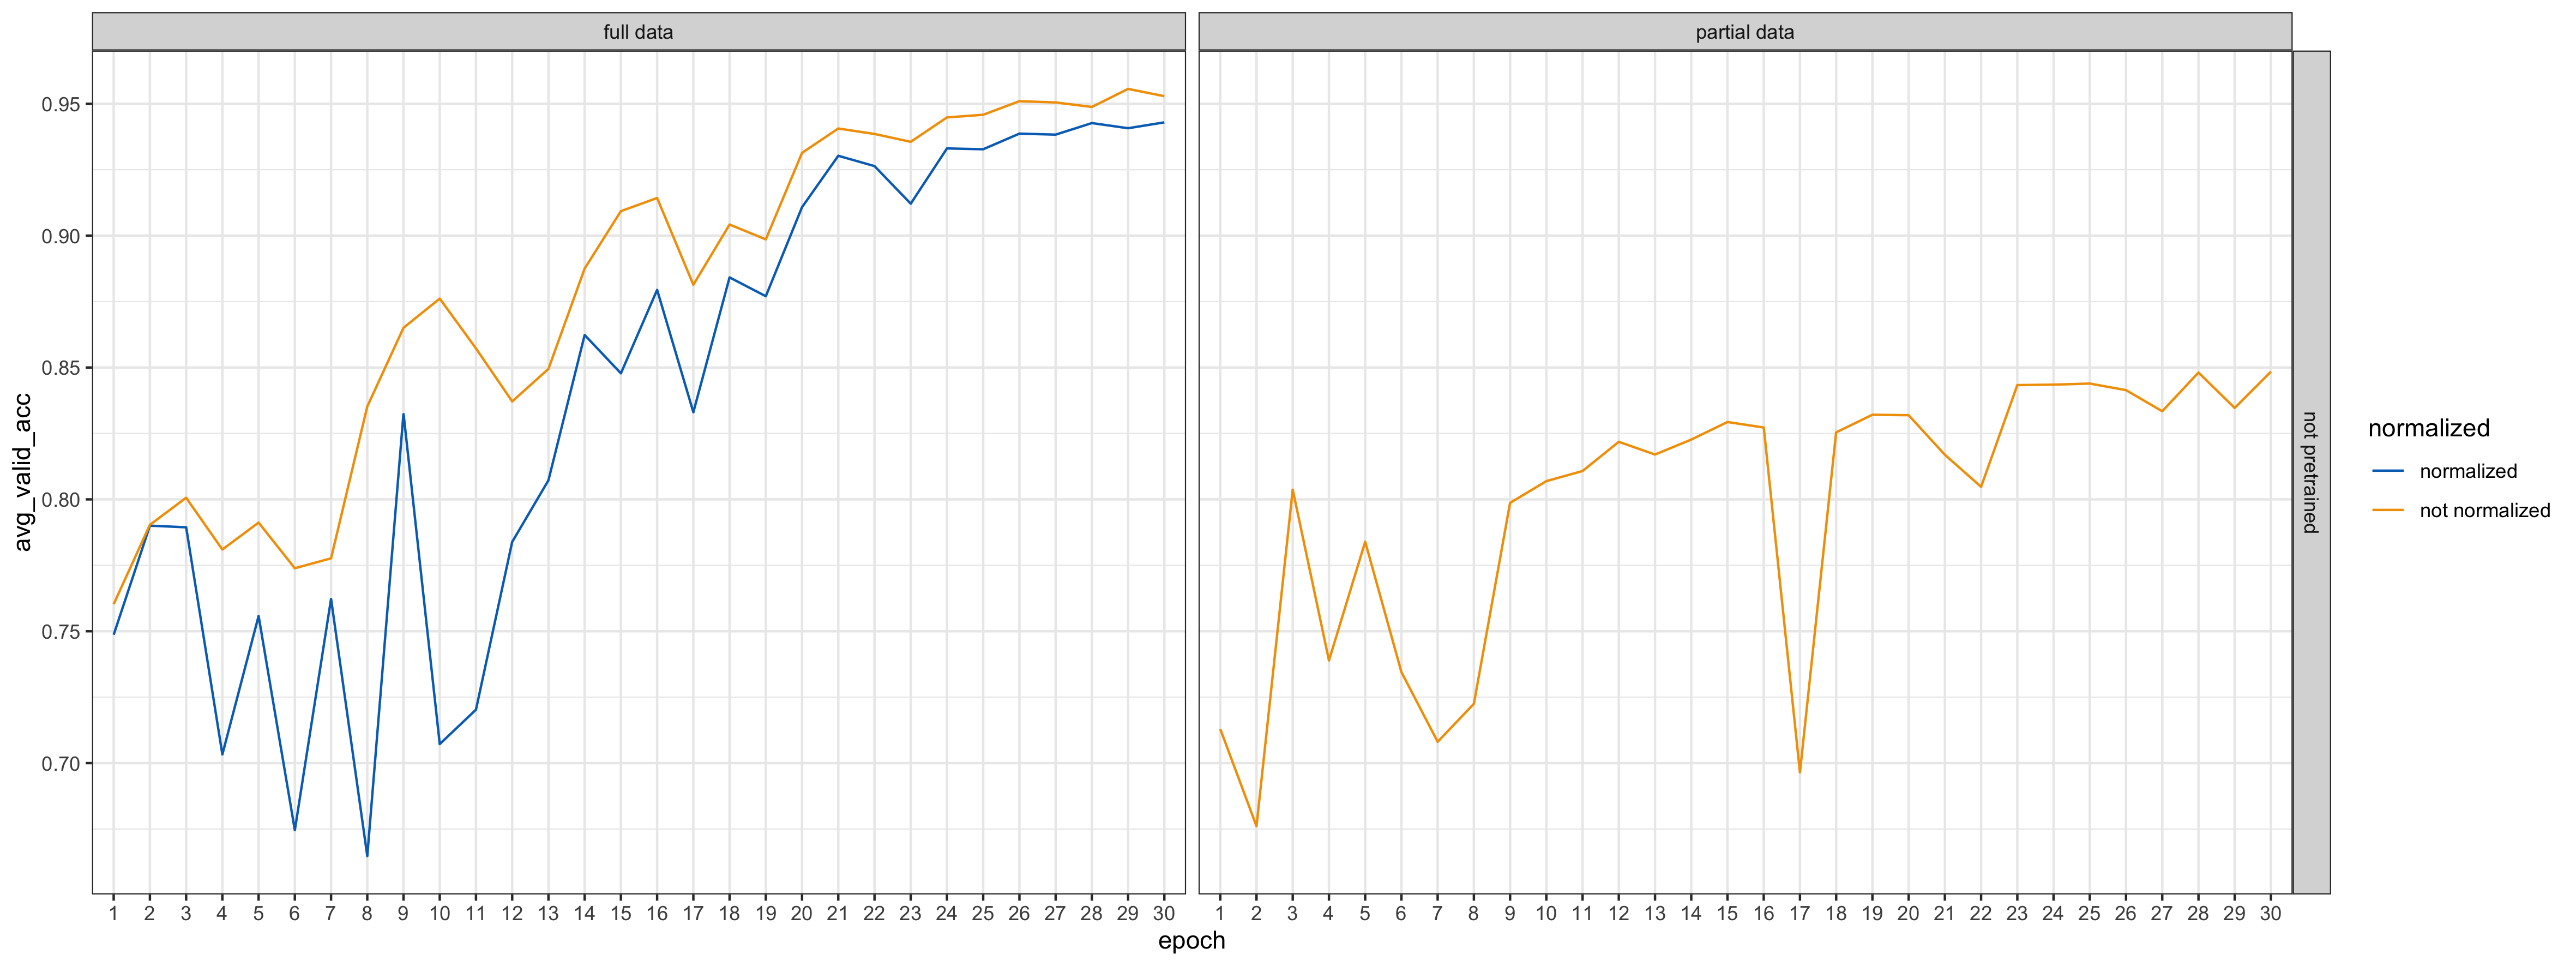 full data
partial data
0.95
0.90
0.85
0.80
0.75
0.70
avg_valid_acc
1 2 3 4 5 6 7 8 9 10 11 12 13 14 15 16 17 18 19 20 21 22 23 24 25 26 27 28 29 30
1 2 3 4 5 6 7 8 9 10 11 12 13 14 15 16 17 18 19 20 21 22 23 24 25 26 27 28 29 30
epoch
not pretrained
normalized
normalized
not normalized